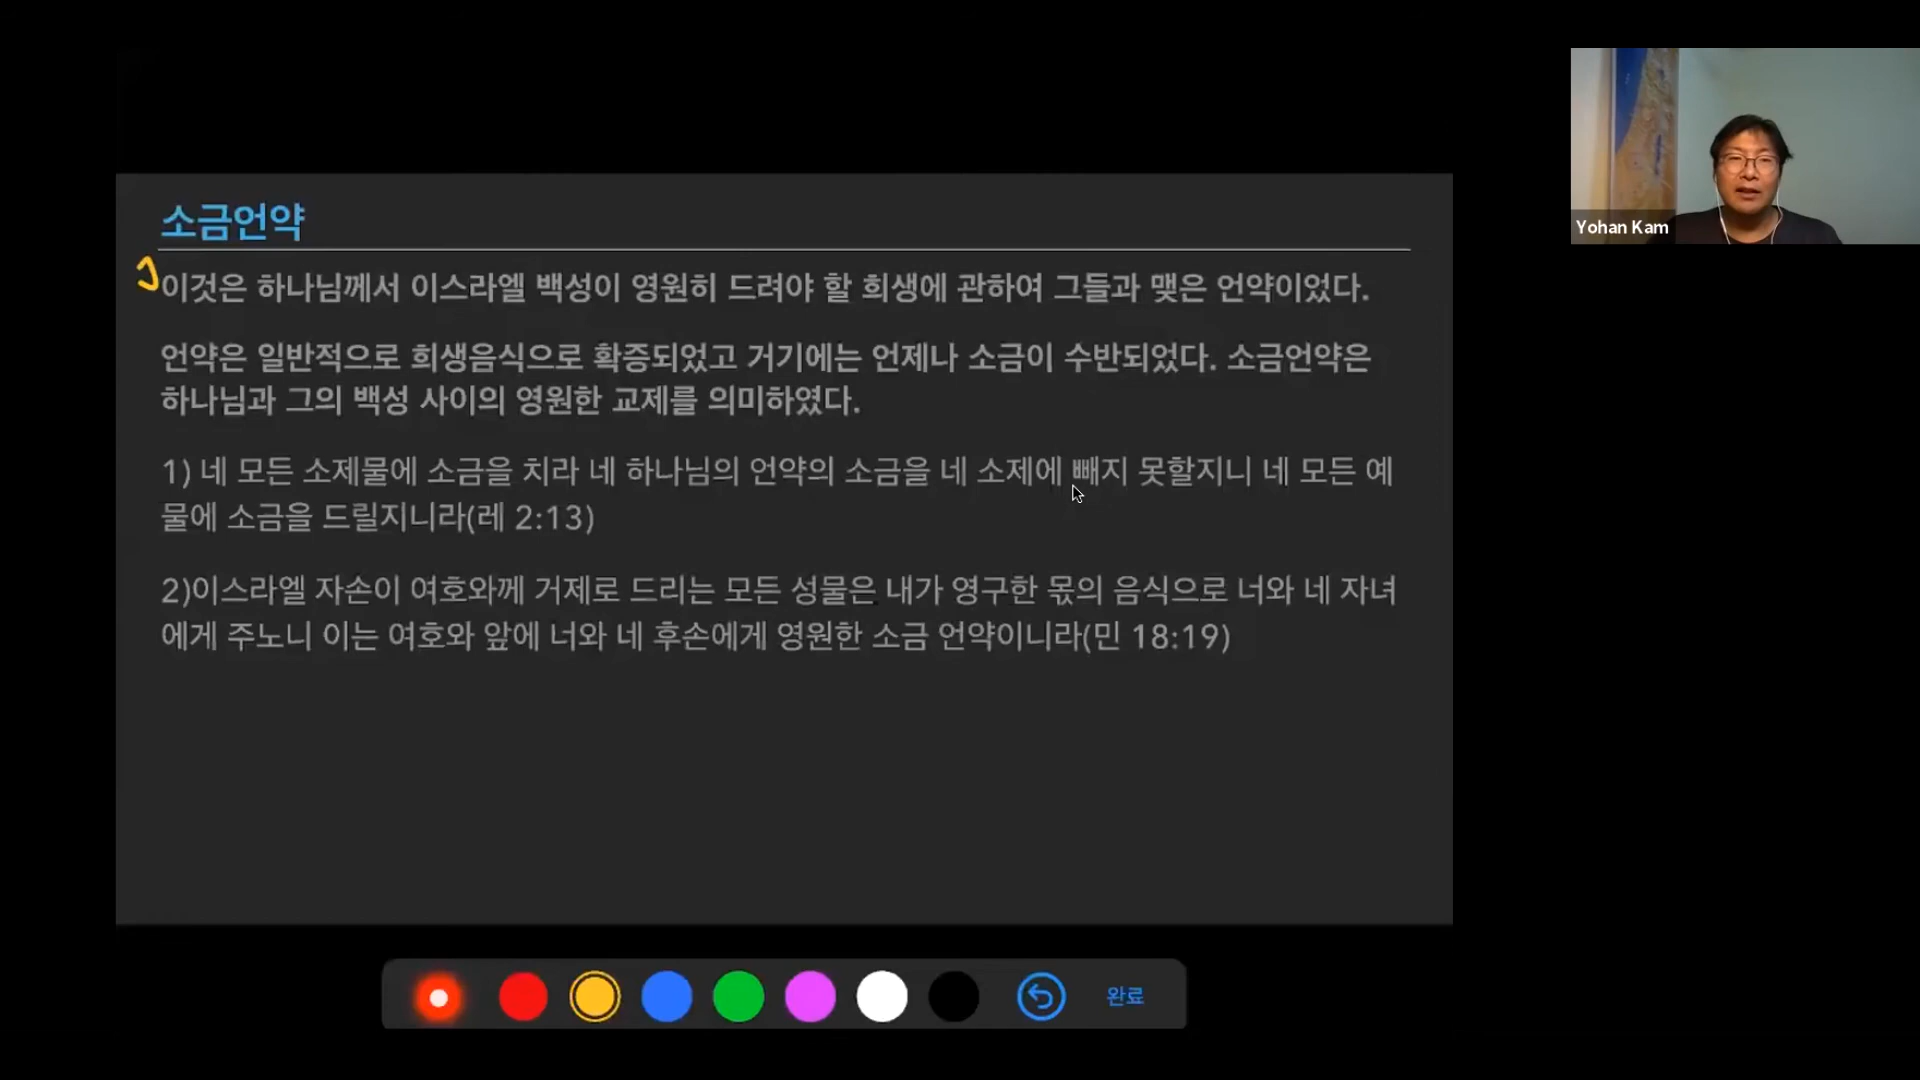 소금언약
이것은 하나님께서 이스라엘 백성이 영원히 드려야 할 희생에 관하여 그들과 맺은 언약이었다.
언약은 일반적으로 희생음식으로 확증되었고 거기에는 언제나 소금이 수반되었다. 소금언약은
하나님과 그의 백성 사이의 영원한 교제를 의미하였다.
1) 네 모든 소제물에 소금을 치라 네 하나님의 언약의 소금을 네 소제에 빼지 못할지니 네 모든 예
물에 소금을 드릴지니라(레 2:13)
2)이스라엘 자손이 여호와께 거제로 드리는 모든 성물은 내가 영구한 몫의 음식으로 너와 네 자녀
에게 주노니 이는 여호와 앞에 너와 네 후손에게 영원한 소금 언약이니라(민 18:19)
완료
Yohan Kam